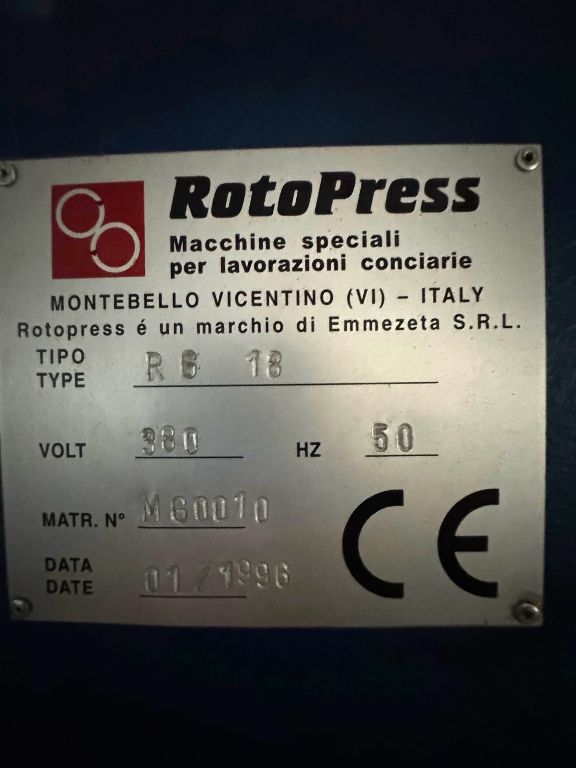 RotoPress
Macchine speciali
per lavorazioni conciarie
MONTEBELLO VICENTINO (VI) – ITALY
Rotopress é un marchio di Emmezeta S.R.L.
TIPO
TYPE R 18
VOLT 380 HZ 50
MATR. N° MG0010
DATA
DATE 01/1996
CE